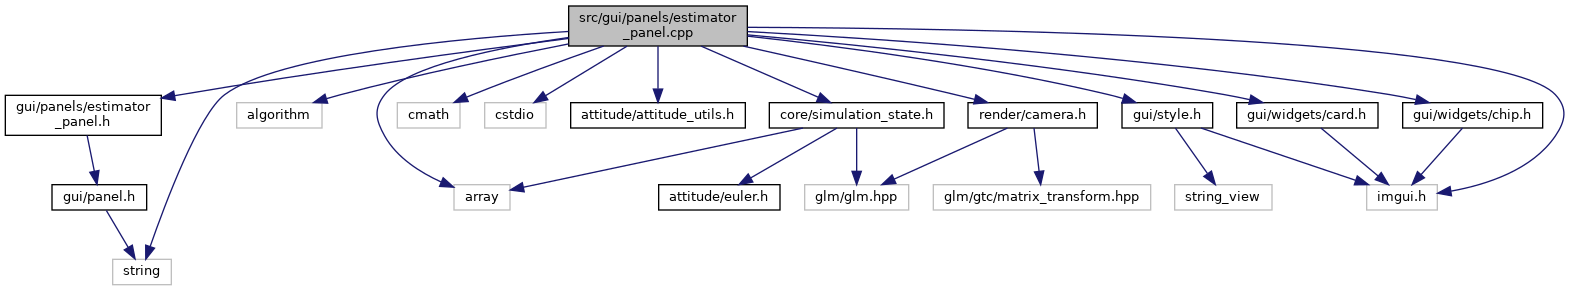 src/gui/panels/estimator
_panel.cpp
gui/panels/estimator
_panel.h
algorithm
cmath
cstdio
attitude/attitude_utils.h
core/simulation_state.h
render/camera.h
gui/style.h
gui/widgets/card.h
gui/widgets/chip.h
gui/panel.h
array
attitude/euler.h
glm/glm.hpp
glm/gtc/matrix_transform.hpp
string_view
imgui.h
string